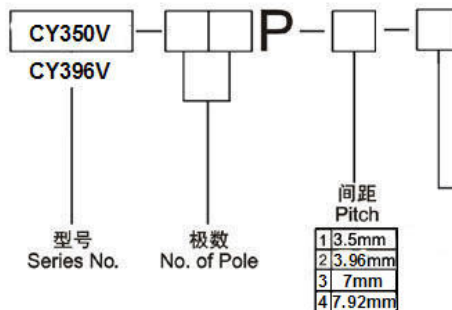 CY350V
P
CY396V
型号
Series No.
极数
No. of Pole
间距
Pitch
1 3.5mm
2 3.96mm
3 7mm
4 7.92mm